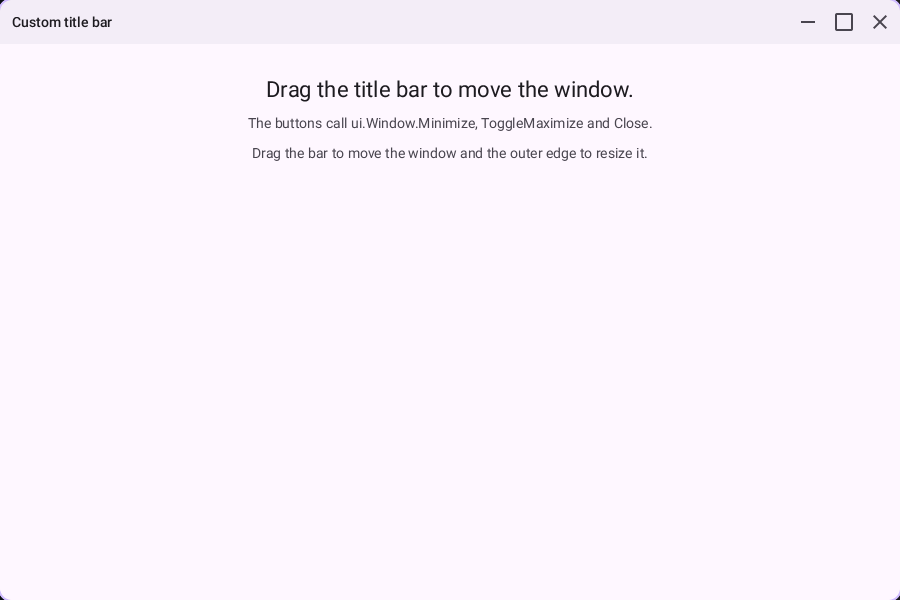 Custom title bar
Drag the title bar to move the window.
The buttons call ui.Window.Minimize, ToggleMaximize and Close.
Drag the bar to move the window and the outer edge to resize it.